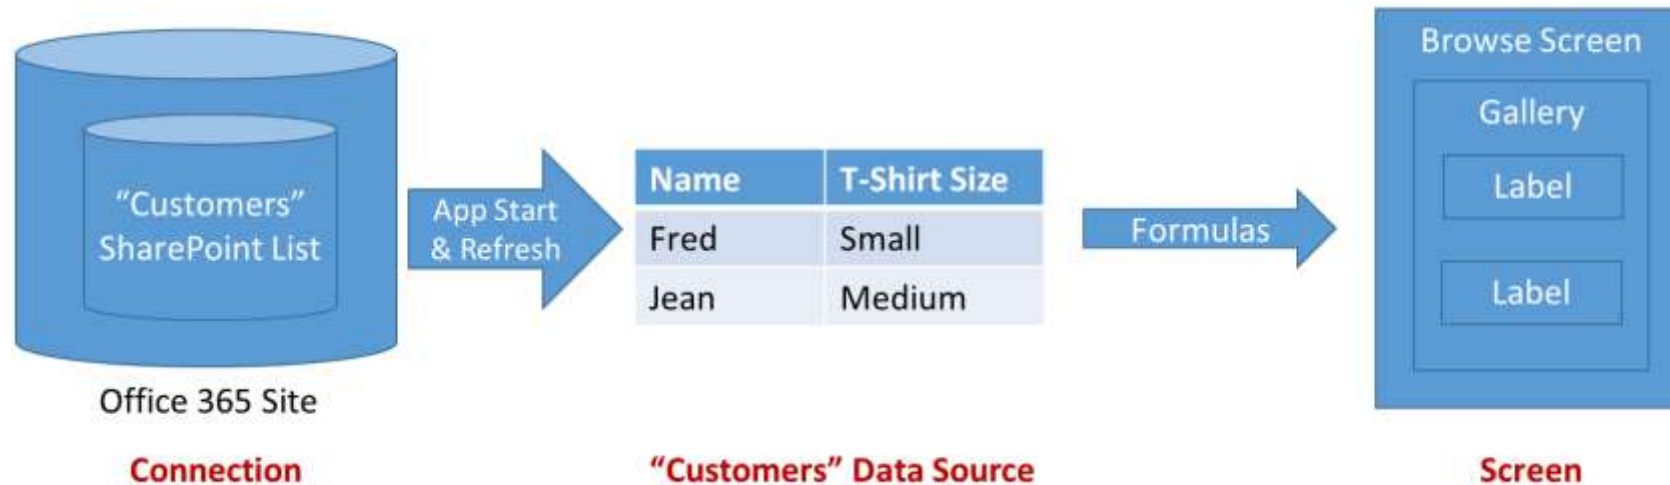 “Customers”
SharePoint List
Office 365 Site
Connection
App Start
& Refresh
Name T-Shirt Size
Fred Small
Jean Medium
“Customers” Data Source
Formulas
Browse Screen
Gallery
Label
Label
Screen